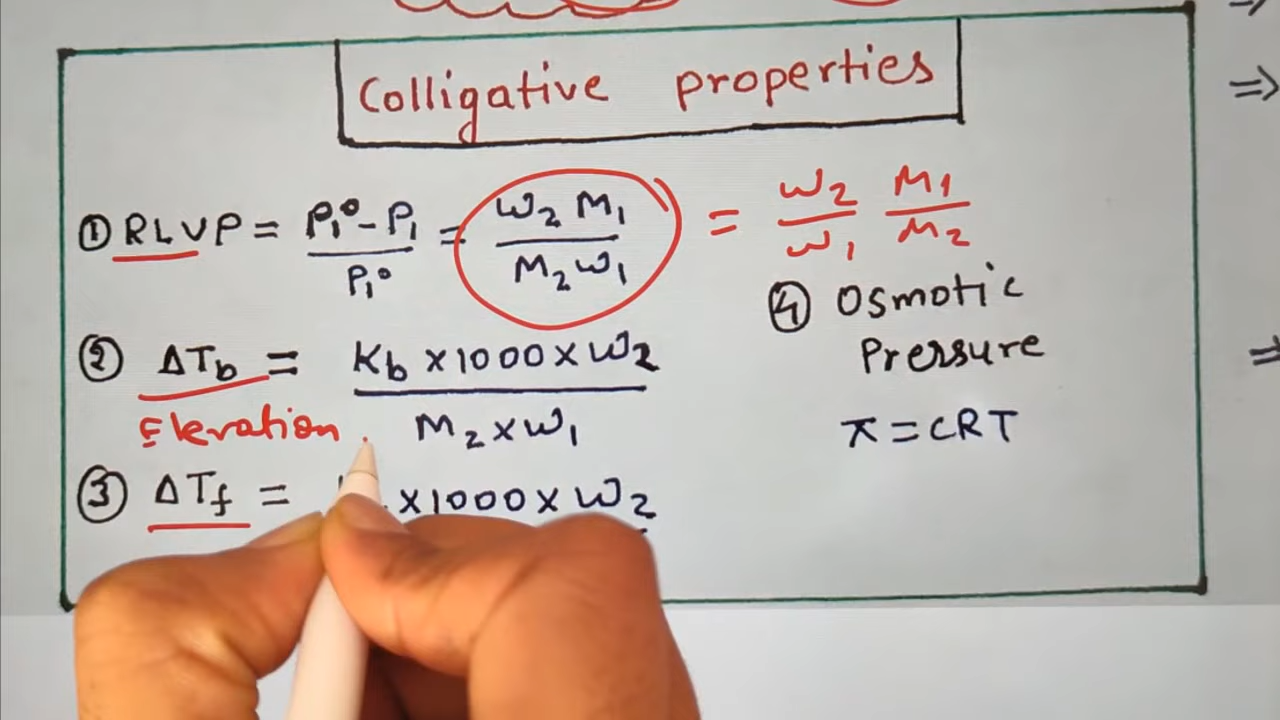 Colligative properties
① RLVP = P₁° - P₁ / P₁° = W₂ M₁ / M₂ W₁ = W₂ / W₁ M₁ / M₂
② ΔTb = Kb x 1000 x W₂ / M₂ x W₁
Elevation
③ ΔTf = x 1000 x W₂
④ Osmotic
Pressure
π = CRT
⇒
⇒